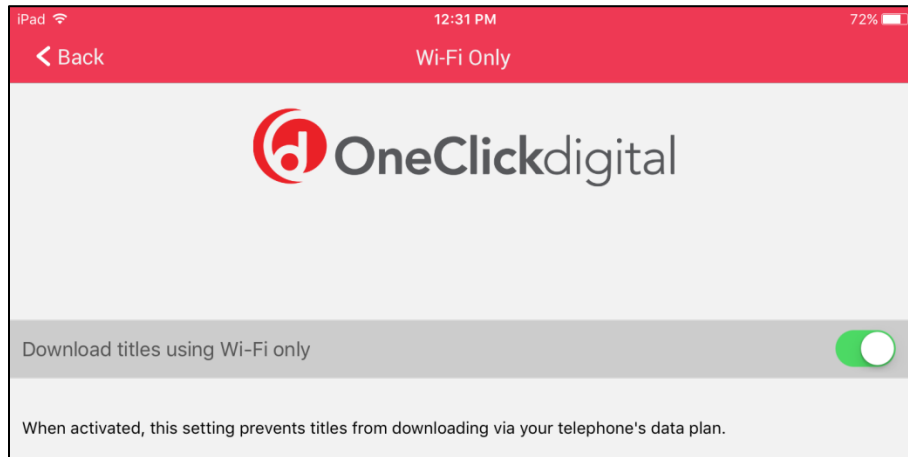 iPad 12:31 PM 72%
Back Wi-Fi Only
OneClickdigital
Download titles using Wi-Fi only
When activated, this setting prevents titles from downloading via your telephone's data plan.